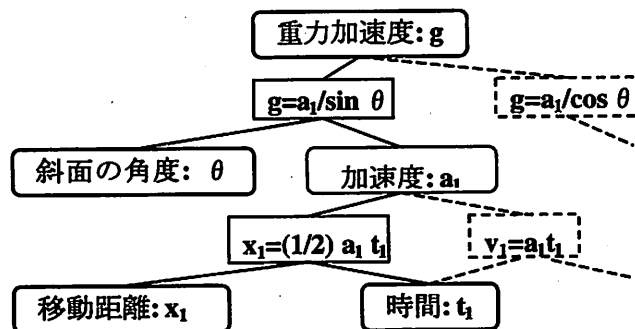 重力加速度: g
g=a₁/sin θ
g=a₁/cos θ
斜面の角度: θ
加速度: a₁
x₁=(1/2) a₁ t₁
v₁=a₁t₁
移動距離: x₁
時間: t₁